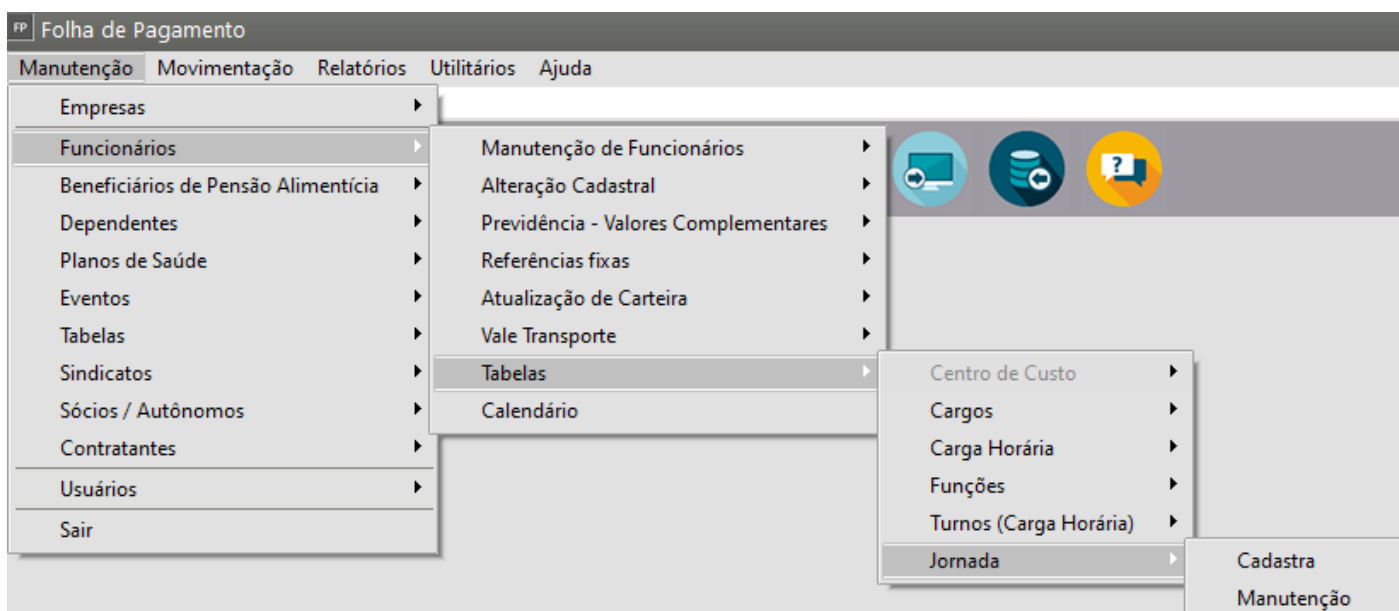 FP Folha de Pagamento
Manutenção Movimentação Relatórios Utilitários Ajuda
Empresas
Funcionários
Beneficiários de Pensão Alimentícia
Dependentes
Planos de Saúde
Eventos
Tabelas
Sindicatos
Sócios / Autônomos
Contratantes
Usuários
Sair
Manutenção de Funcionários
Alteração Cadastral
Previdência - Valores Complementares
Referências fixas
Atualização de Carteira
Vale Transporte
Tabelas
Calendário
?
Centro de Custo
Cargos
Carga Horária
Funções
Turnos (Carga Horária)
Jornada
Cadastra
Manutenção